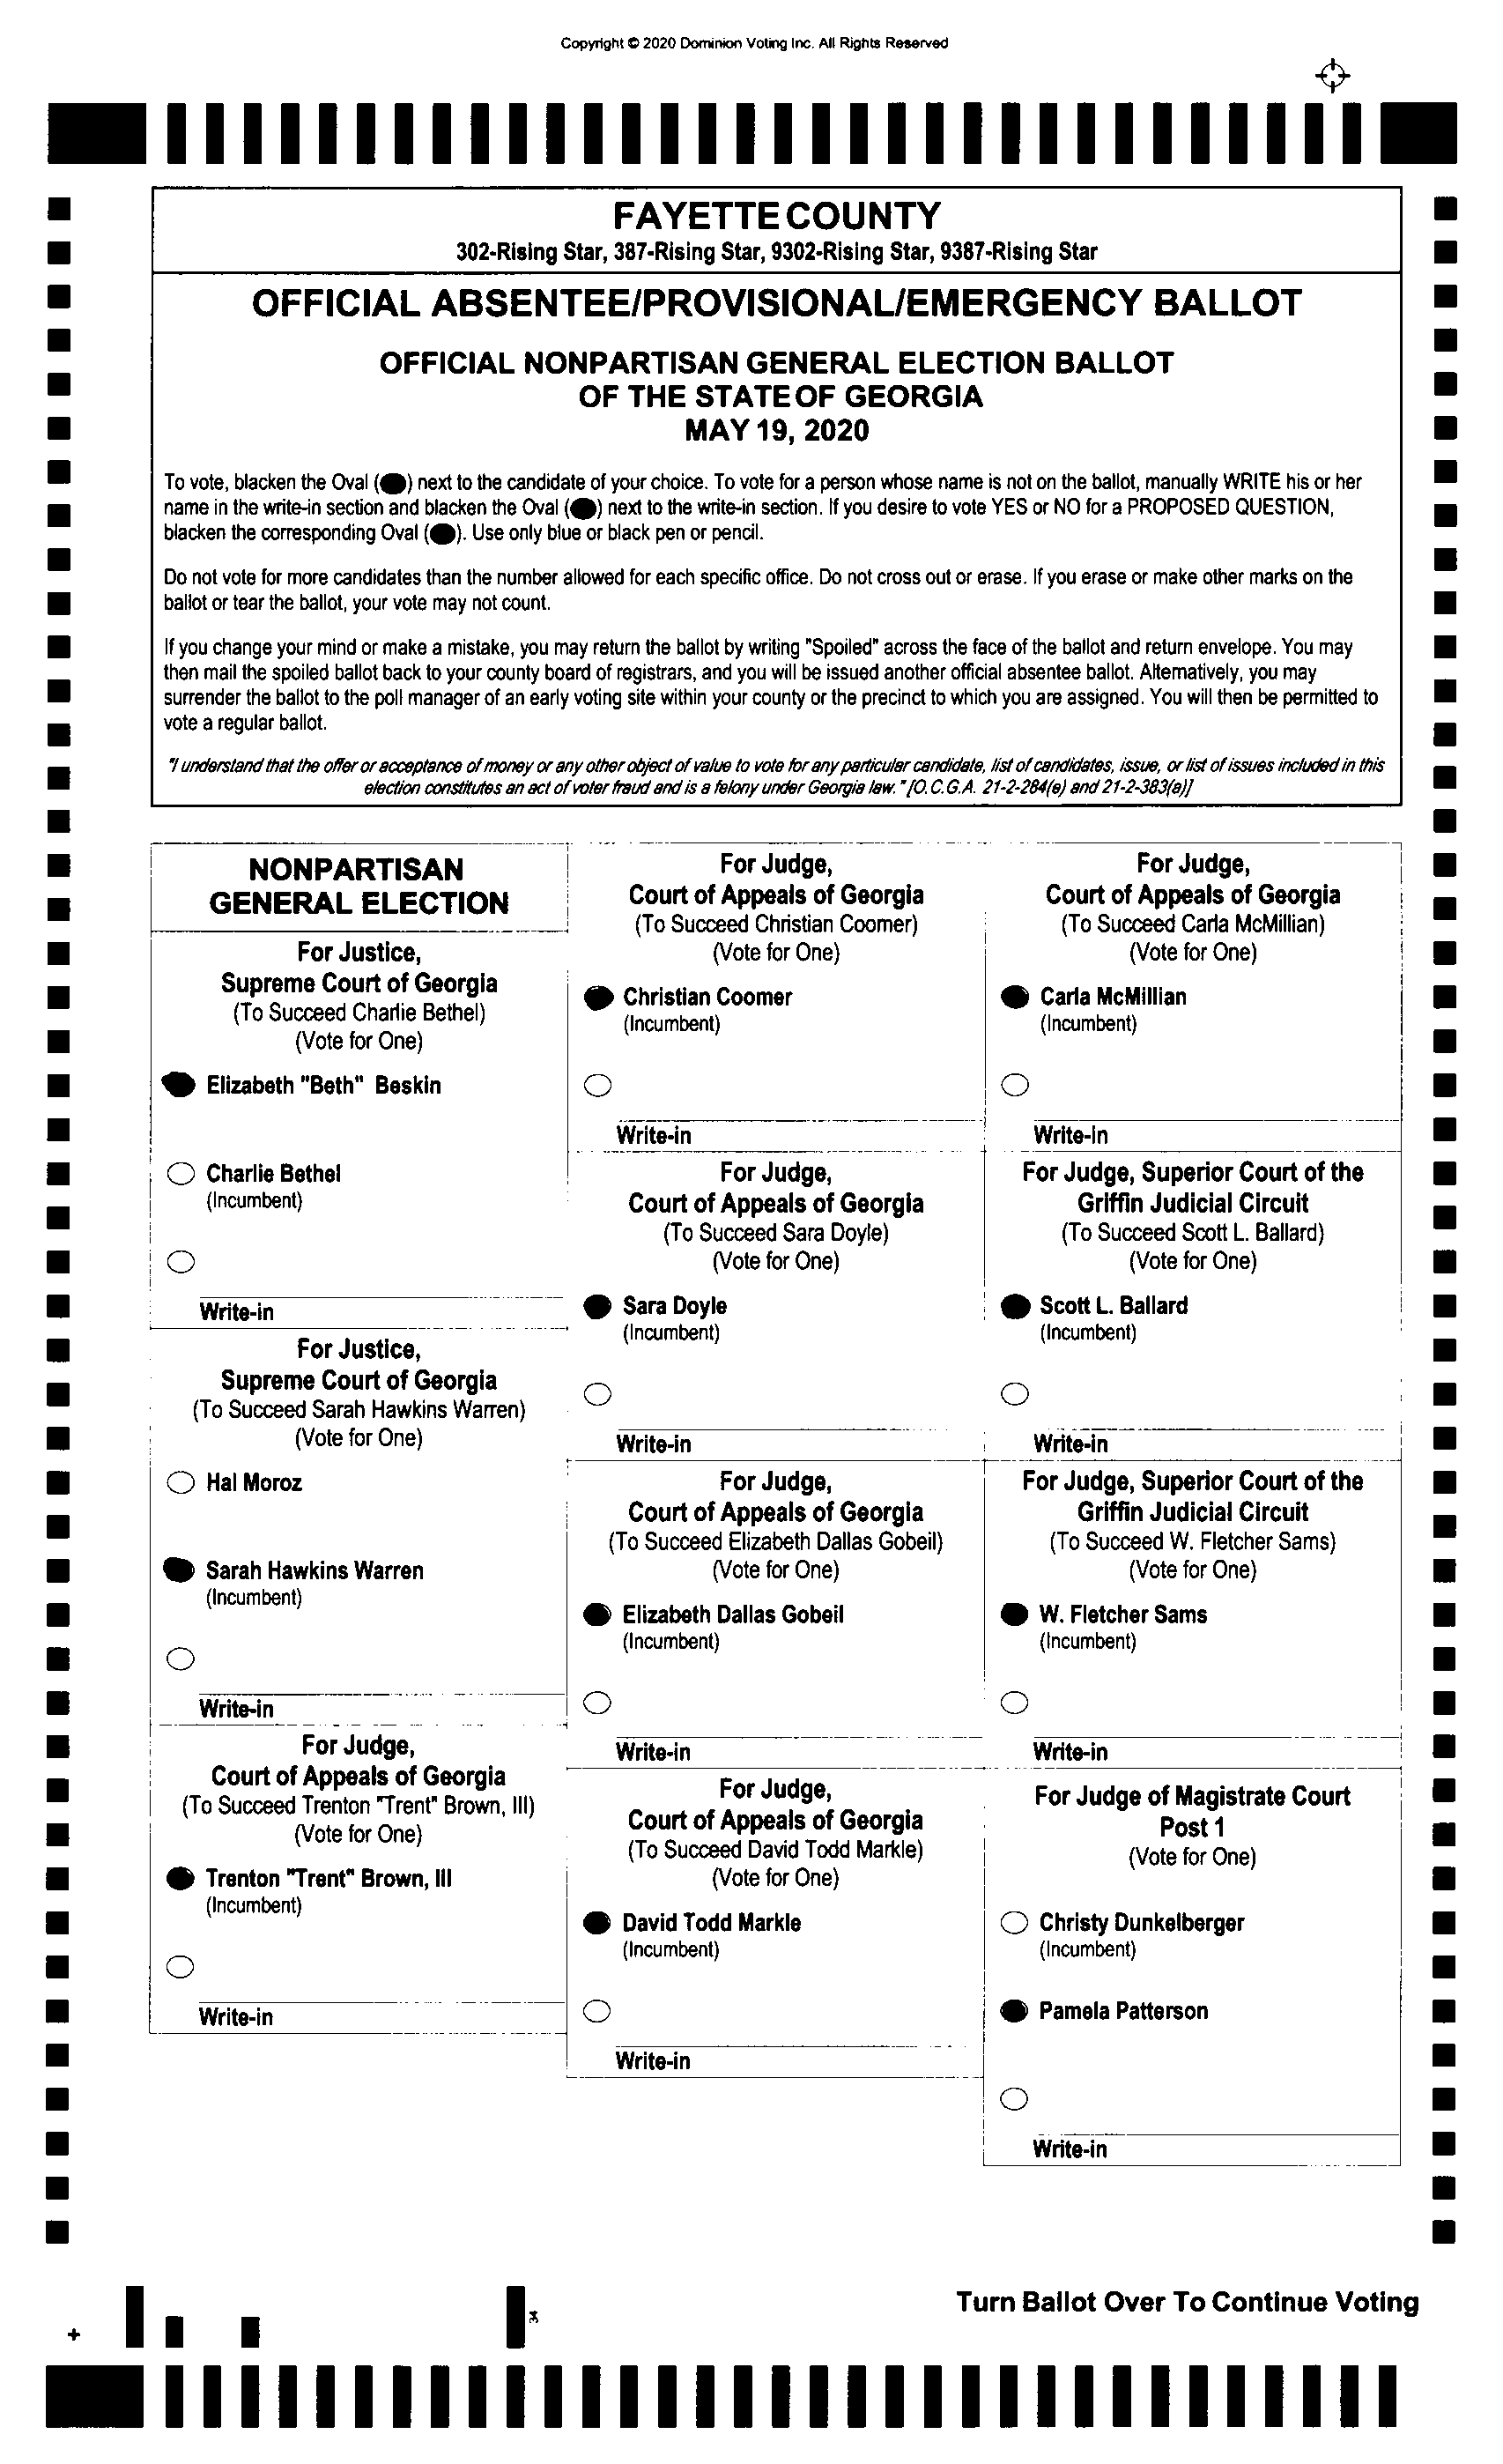 Copyright © 2020 Dominion Voting Inc. All Rights Reserved
FAYETTE COUNTY
302-Rising Star, 387-Rising Star, 9302-Rising Star, 9387-Rising Star
OFFICIAL ABSENTEE/PROVISIONAL/EMERGENCY BALLOT
OFFICIAL NONPARTISAN GENERAL ELECTION BALLOT
OF THE STATE OF GEORGIA
MAY 19, 2020
To vote, blacken the Oval ( ) next to the candidate of your choice. To vote for a person whose name is not on the ballot, manually WRITE his or her
name in the write-in section and blacken the Oval ( ) next to the write-in section. If you desire to vote YES or NO for a PROPOSED QUESTION,
blacken the corresponding Oval ( ). Use only blue or black pen or pencil.
Do not vote for more candidates than the number allowed for each specific office. Do not cross out or erase. If you erase or make other marks on the
ballot or tear the ballot, your vote may not count.
If you change your mind or make a mistake, you may return the ballot by writing "Spoiled" across the face of the ballot and return envelope. You may
then mail the spoiled ballot back to your county board of registrars, and you will be issued another official absentee ballot. Alternatively, you may
surrender the ballot to the poll manager of an early voting site within your county or the precinct to which you are assigned. You will then be permitted to
vote a regular ballot.
"I understand that the offer or acceptance of money or any other object of value to vote for any particular candidate, list of candidates, issue, or list of issues included in this
election constitutes an act of voter fraud and is a felony under Georgia law." [O.C.G.A. 21-2-284(e) and 21-2-383(a)]
NONPARTISAN
GENERAL ELECTION
For Justice,
Supreme Court of Georgia
(To Succeed Charlie Bethel)
(Vote for One)
Elizabeth "Beth" Beskin
Charlie Bethel
(Incumbent)
Write-in
For Justice,
Supreme Court of Georgia
(To Succeed Sarah Hawkins Warren)
(Vote for One)
Hal Moroz
Sarah Hawkins Warren
(Incumbent)
Write-in
For Judge,
Court of Appeals of Georgia
(To Succeed Trenton "Trent" Brown, III)
(Vote for One)
Trenton "Trent" Brown, III
(Incumbent)
Write-in
For Judge,
Court of Appeals of Georgia
(To Succeed Christian Coomer)
(Vote for One)
Christian Coomer
(Incumbent)
Write-in
For Judge,
Court of Appeals of Georgia
(To Succeed Sara Doyle)
(Vote for One)
Sara Doyle
(Incumbent)
Write-in
For Judge,
Court of Appeals of Georgia
(To Succeed Elizabeth Dallas Gobeil)
(Vote for One)
Elizabeth Dallas Gobeil
(Incumbent)
Write-in
For Judge,
Court of Appeals of Georgia
(To Succeed David Todd Markle)
(Vote for One)
David Todd Markle
(Incumbent)
Write-in
For Judge,
Court of Appeals of Georgia
(To Succeed Carla McMillian)
(Vote for One)
Carla McMillian
(Incumbent)
Write-in
For Judge, Superior Court of the
Griffin Judicial Circuit
(To Succeed Scott L. Ballard)
(Vote for One)
Scott L. Ballard
(Incumbent)
Write-in
For Judge, Superior Court of the
Griffin Judicial Circuit
(To Succeed W. Fletcher Sams)
(Vote for One)
W. Fletcher Sams
(Incumbent)
Write-in
For Judge of Magistrate Court
Post 1
(Vote for One)
Christy Dunkelberger
(Incumbent)
Pamela Patterson
Write-in
Turn Ballot Over To Continue Voting